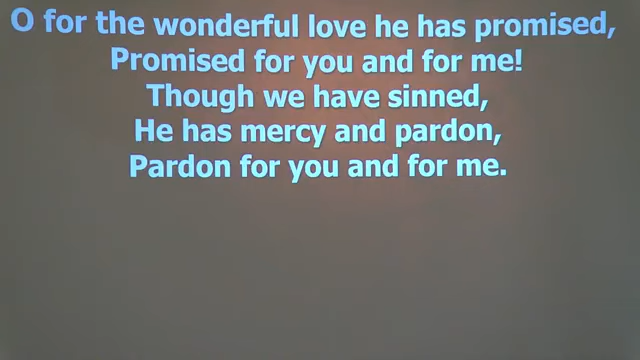 O for the wonderful love he has promised,
Promised for you and for me!
Though we have sinned,
He has mercy and pardon,
Pardon for you and for me.